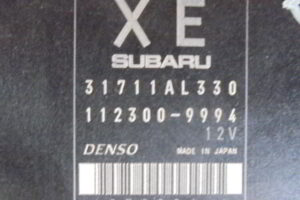 XE
SUBARU
31711AL330
112300-9994
12V
DENSO MADE IN JAPAN